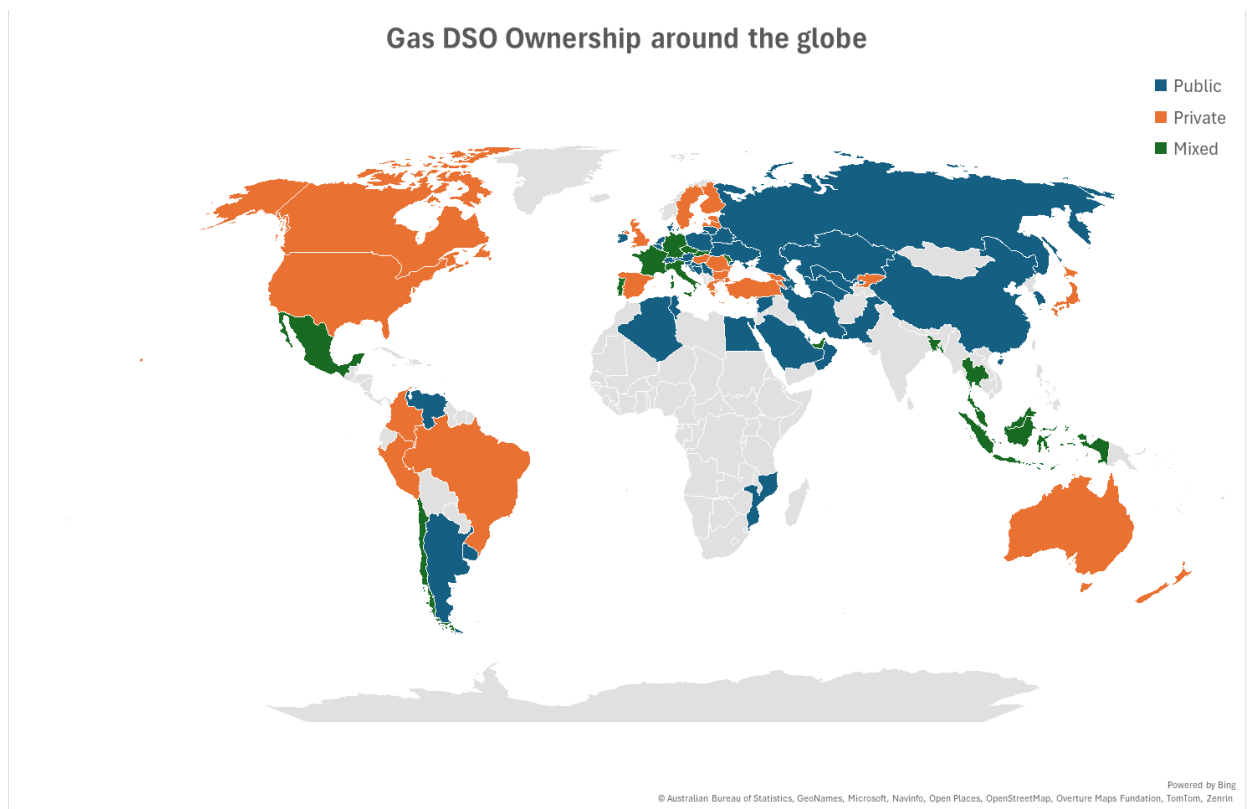 Gas DSO Ownership around the globe
Public
Private
Mixed
Powered by Bing
© Australian Bureau of Statistics, GeoNames, Microsoft, Navinfo, Open Places, OpenStreetMap, Overture Maps Fundation, TomTom, Zenrin